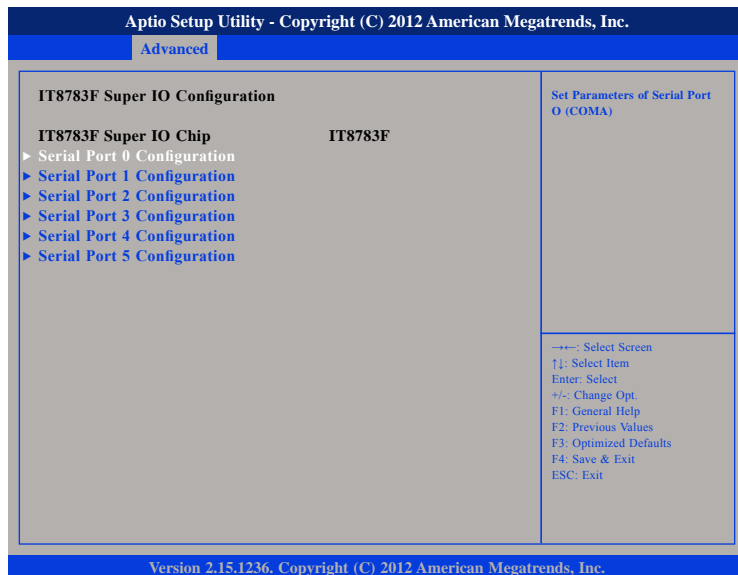 Aptio Setup Utility - Copyright (C) 2012 American Megatrends, Inc.
Advanced
IT8783F Super IO Configuration
IT8783F Super IO Chip IT8783F
▶ Serial Port 0 Configuration
▶ Serial Port 1 Configuration
▶ Serial Port 2 Configuration
▶ Serial Port 3 Configuration
▶ Serial Port 4 Configuration
▶ Serial Port 5 Configuration
Set Parameters of Serial Port
O (COMA)
→←: Select Screen
↑↓: Select Item
Enter: Select
+/-: Change Opt.
F1: General Help
F2: Previous Values
F3: Optimized Defaults
F4: Save & Exit
ESC: Exit
Version 2.15.1236. Copyright (C) 2012 American Megatrends, Inc.